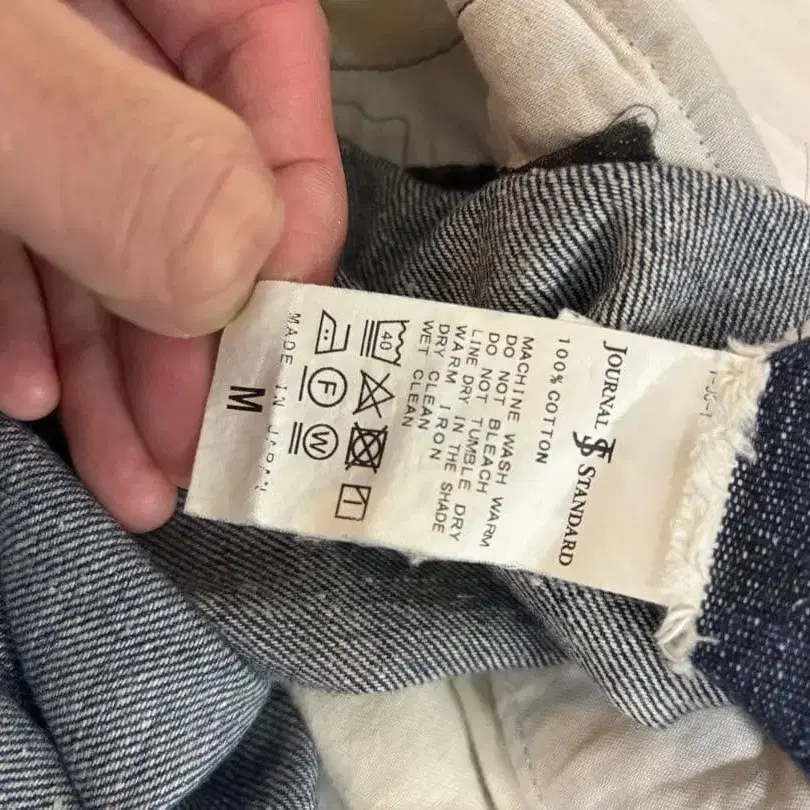 JOURNAL JS STANDARD
100% COTTON
MACHINE WASH WARM
DO NOT BLEACH
DO NOT TUMBLE DRY
LINE DRY IN THE SHADE
WARM IRON
DRY CLEAN
WET CLEAN
40
F W
MADE IN JAPAN
M